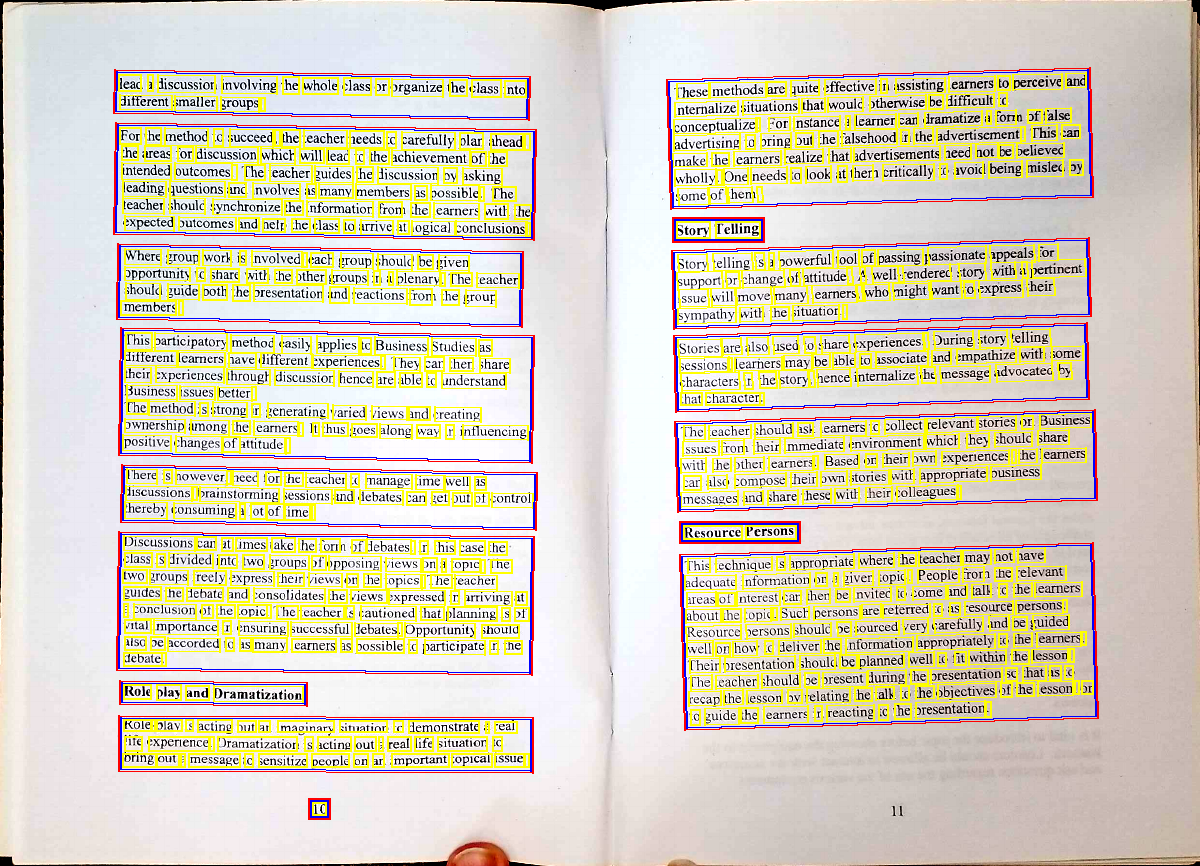 lead a discussion involving the whole class or organize the class into
different smaller groups
For the method to succeed, the teacher needs to carefully plan ahead
the areas for discussion which will lead to the achievement of the
intended outcomes. The teacher guides the discussion by asking
leading questions and involves as many members as possible. The
teacher should synchronize the information from the learners with the
expected outcomes and help the class to arrive at logical conclusions
Where group work is involved each group should be given
opportunity to share with the other groups in a plenary. The teacher
should guide both the presentation and reactions from the group
members
This participatory method easily applies to Business Studies as
different learners have different experiences. They can then share
their experiences through discussion hence are able to understand
Business issues better
The method is strong in generating varied views and creating
ownership among the learners. It thus goes along way in influencing
positive changes of attitude
There is however, need for the teacher to manage time well as
discussions, brainstorming sessions and debates can get out of control
thereby consuming a lot of time
Discussions can at times take the form of debates. In this case the
class is divided into two groups of opposing views on a topic. The
two groups freely express their views on the topics. The teacher
guides the debate and consolidates the views expressed in arriving at
a conclusion of the topic. The teacher is cautioned that planning is of
vital importance in ensuring successful debates. Opportunity should
also be accorded to as many learners as possible to participate in the
debate.
Role play and Dramatization
Role play is acting out an imaginary situation to demonstrate a real
life experience. Dramatization is acting out a real life situation to
bring out a message to sensitize people on an important topical issue
10
These methods are quite effective in assisting learners to perceive and
internalize situations that would otherwise be difficult to
conceptualize. For instance a learner can dramatize a form of false
advertising to bring out the falsehood in the advertisement. This can
make the learners realize that advertisements need not be believed
wholly. One needs to look at them critically to avoid being misled by
some of them
Story Telling
Story telling is a powerful tool of passing passionate appeals for
support or change of attitude. A well-rendered story with a pertinent
issue will move many learners, who might want to express their
sympathy with the situation.
Stories are also used to share experiences. During story telling
sessions learners may be able to associate and empathize with some
characters in the story, hence internalize the message advocated by
that character.
The teacher should ask learners to collect relevant stories on Business
issues from their immediate environment which they should share
with the other learners. Based on their own experiences, the learners
can also compose their own stories with appropriate business
messages and share these with their colleagues
Resource Persons
This technique is appropriate where the teacher may not have
adequate information on a given topic. People from the relevant
areas of interest can then be invited to come and talk to the learners
about the topic. Such persons are referred to as resource persons.
Resource persons should be sourced very carefully and be guided
well on how to deliver the information appropriately to the learners.
Their presentation should be planned well to fit within the lesson
The teacher should be present during the presentation so that is to
recap the lesson by relating the talk to the objectives of the lesson or
to guide the learners in reacting to the presentation.
11